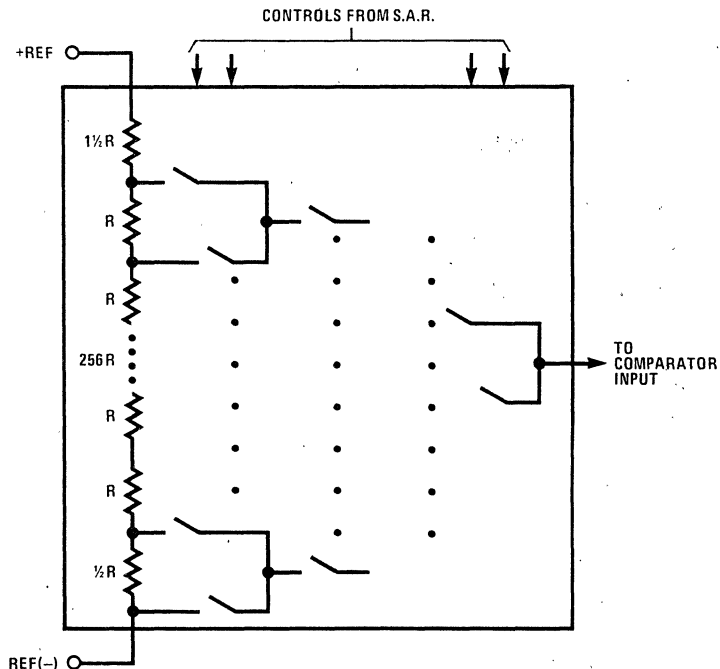 CONTROLS FROM S.A.R.
+REF
1½R
R
R
256R
R
R
½R
TO
COMPARATOR
INPUT
REF(–)